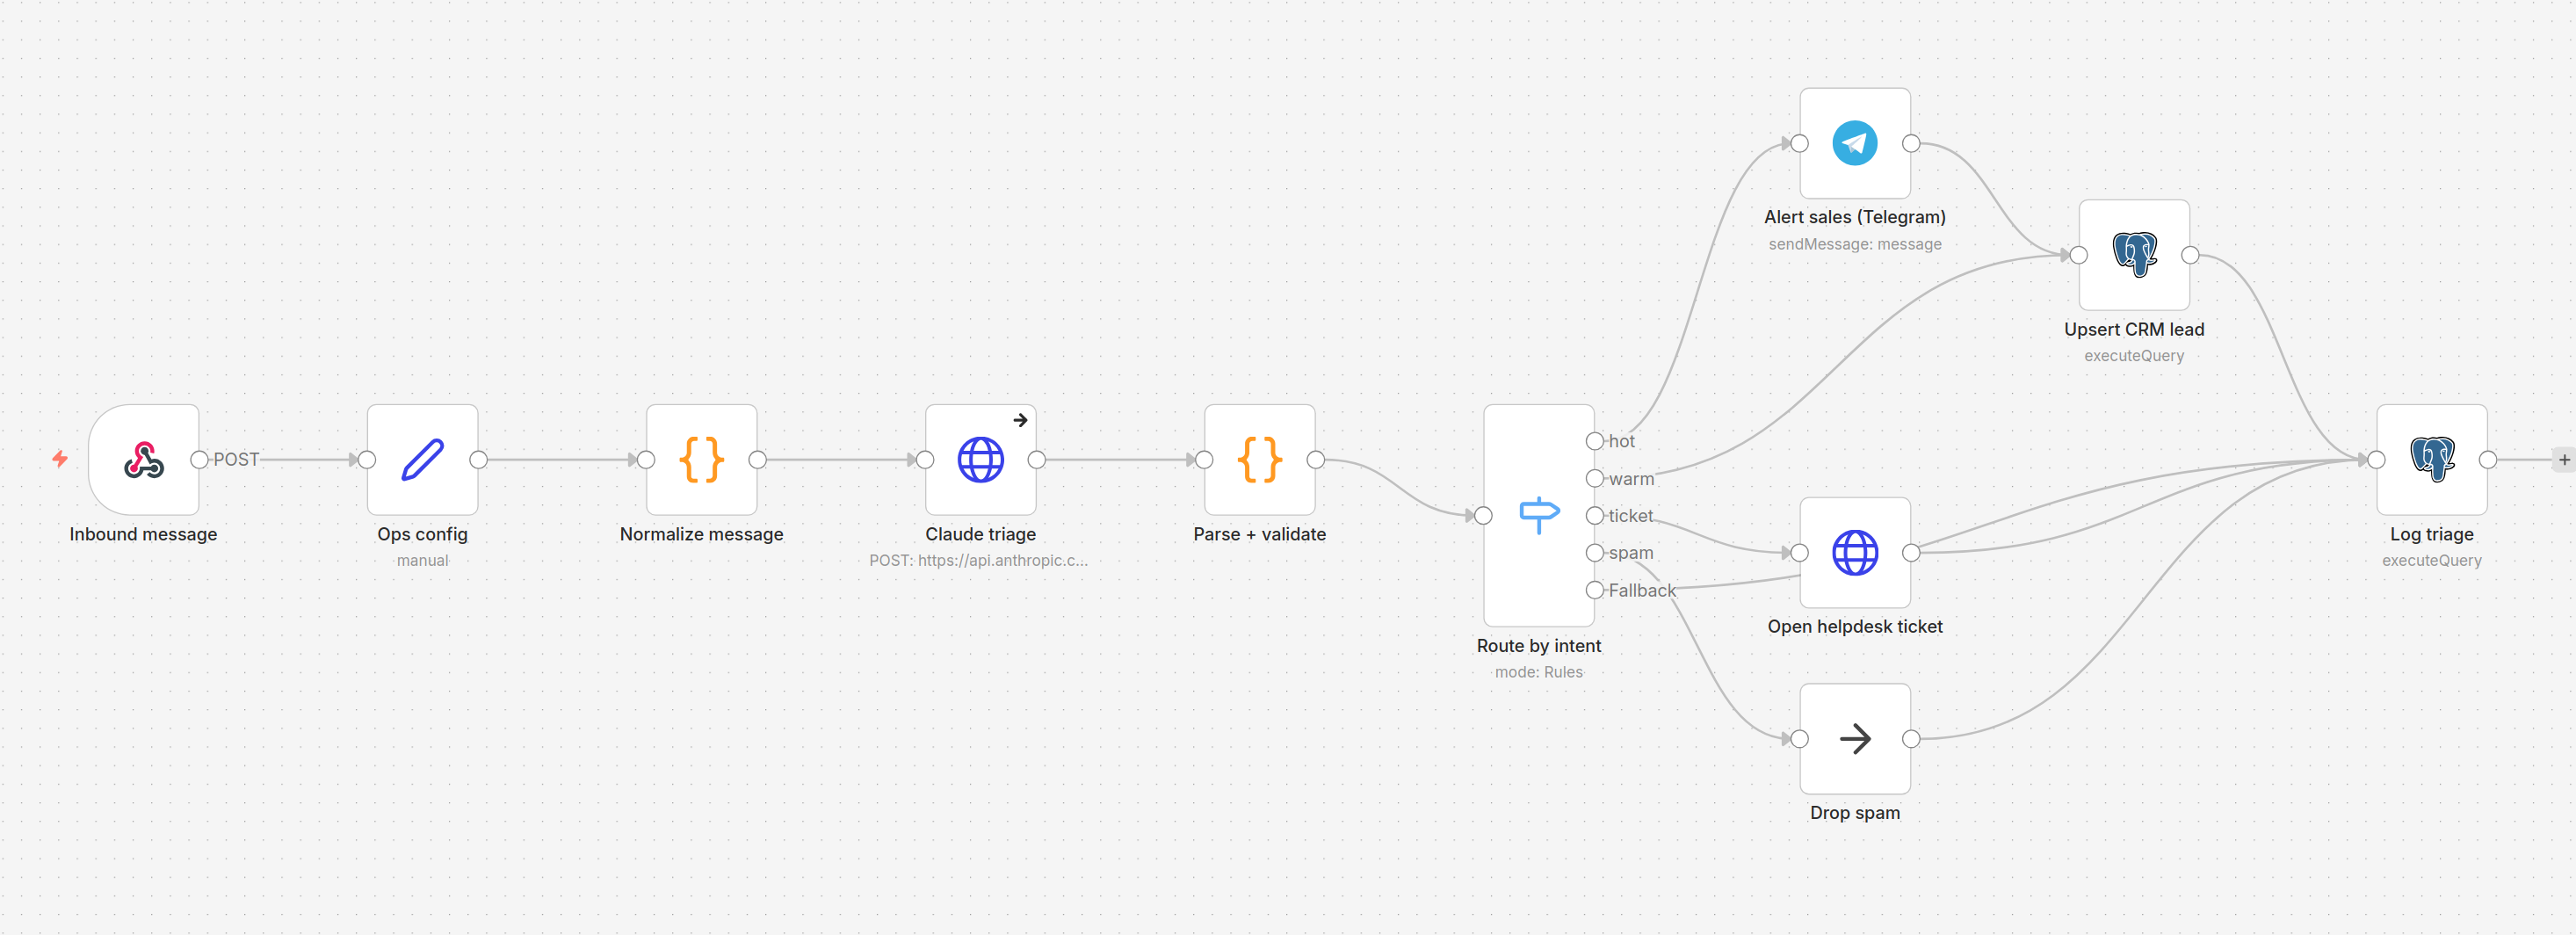 Alert sales (Telegram)
sendMessage: message
Upsert CRM lead
executeQuery
POST
Inbound message
Ops config
manual
Normalize message
Claude triage
POST: https://api.anthropic.c...
Parse + validate
hot
warm
ticket
spam
Fallback
Route by intent
mode: Rules
Open helpdesk ticket
Drop spam
Log triage
executeQuery